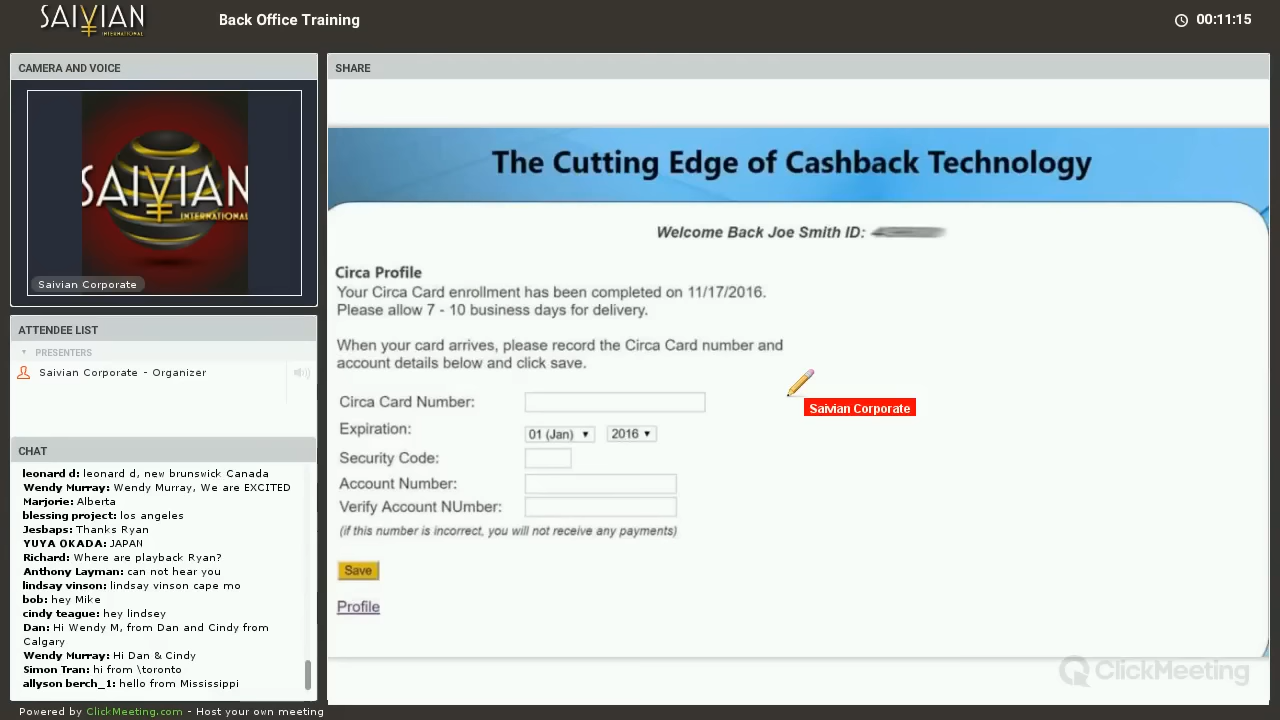 SAIVIAN
INTERNATIONAL
Back Office Training
00:11:15
CAMERA AND VOICE
SAIVIAN
INTERNATIONAL
Saivian Corporate
ATTENDEE LIST
PRESENTERS
Saivian Corporate - Organizer
CHAT
leonard d: leonard d, new brunswick Canada
Wendy Murray: Wendy Murray, We are EXCITED
Marjorie: Alberta
blessing project: los angeles
Jesbaps: Thanks Ryan
YUYA OKADA: JAPAN
Richard: Where are playback Ryan?
Anthony Layman: can not hear you
lindsay vinson: lindsay vinson cape mo
bob: hey Mike
cindy teague: hey lindsey
Dan: Hi Wendy M, from Dan and Cindy from
Calgary
Wendy Murray: Hi Dan & Cindy
Simon Tran: hi from \toronto
allyson berch_1: hello from Mississippi
Powered by ClickMeeting.com - Host your own meeting
SHARE
The Cutting Edge of Cashback Technology
Welcome Back Joe Smith ID:
Circa Profile
Your Circa Card enrollment has been completed on 11/17/2016.
Please allow 7 - 10 business days for delivery.
When your card arrives, please record the Circa Card number and
account details below and click save.
Circa Card Number:
Expiration: 01 (Jan) 2016
Security Code:
Account Number:
Verify Account NUmber:
(if this number is incorrect, you will not receive any payments)
Save
Profile
Saivian Corporate
ClickMeeting